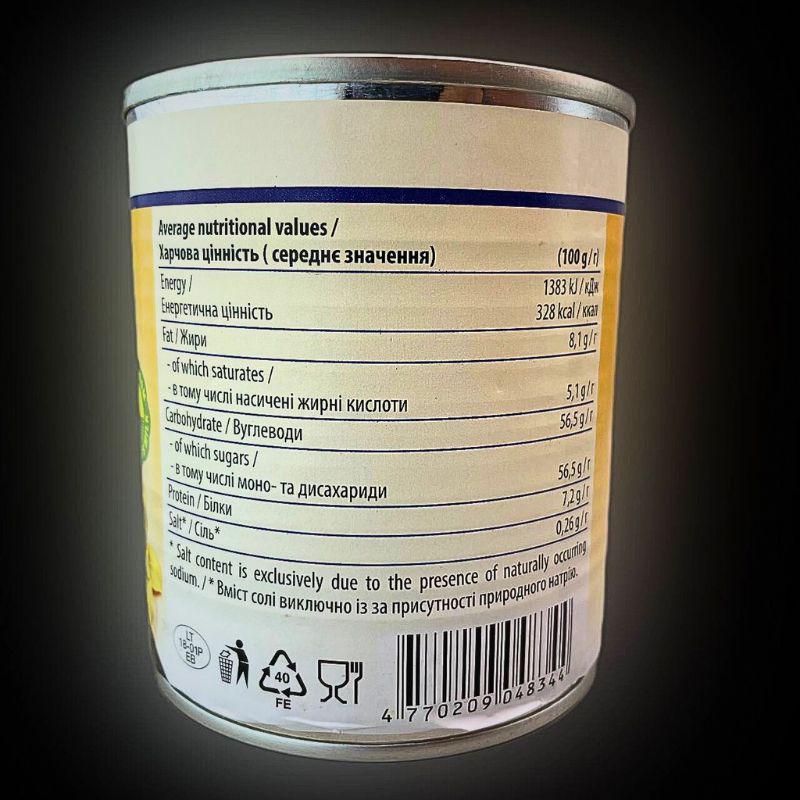 Average nutritional values /
Харчова цінність ( середнє значення) (100 g/г)
Energy / 1383 kJ / кДж
Енергетична цінність 328 kcal / ккал
Fat / Жири 8,1 g/г
- of which saturates /
- в тому числі насичені жирні кислоти 5,1 g/г
Carbohydrate / Вуглеводи 56,5 g/г
- of which sugars /
- в тому числі моно- та дисахариди 56,5 g/г
Protein / Білки 7,2 g/г
Salt* / Сіль* 0,26 g/г
* Salt content is exclusively due to the presence of naturally occurring
sodium. / * Вміст солі виключно із за присутності природного натрію.
LT
18-01P
EB
40
FE
4 770209 048344